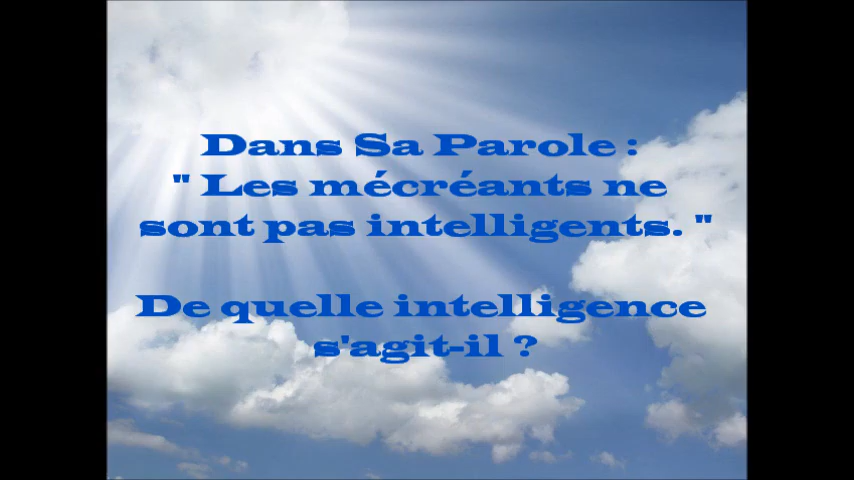 Dans Sa Parole :
" Les mécréants ne
sont pas intelligents. "
De quelle intelligence
s'agit-il ?